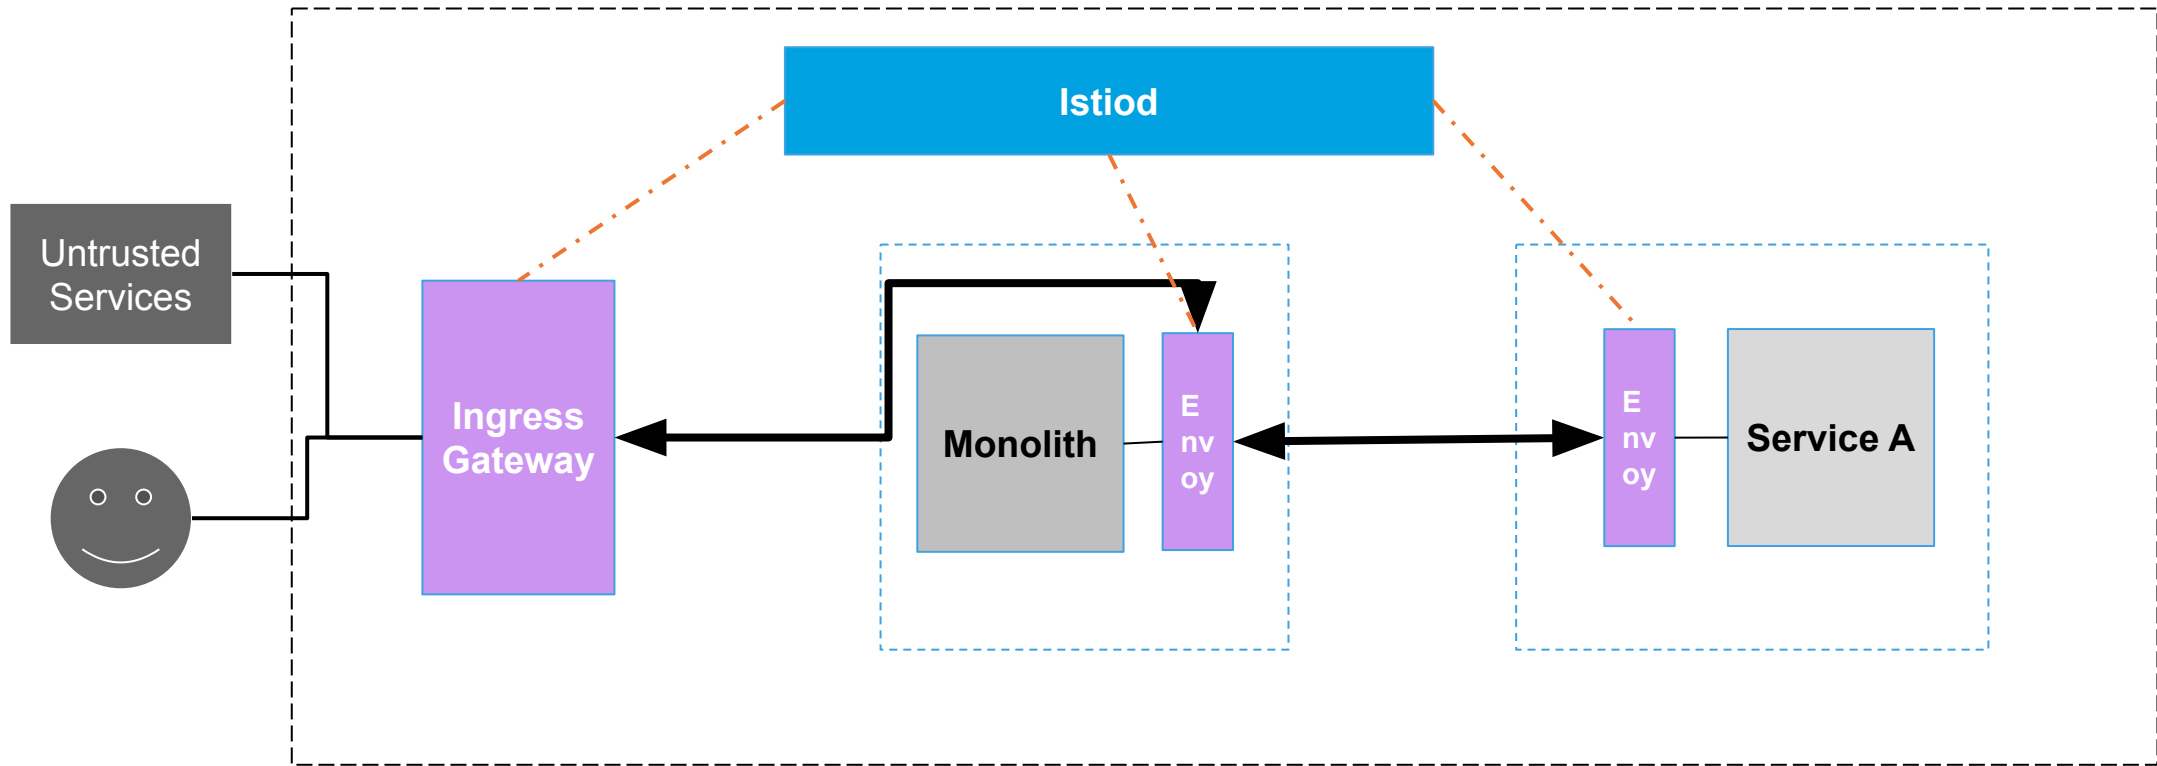 Istiod
Untrusted
Services
Ingress
Gateway
Monolith
E
nv
oy
E
nv
oy
Service A